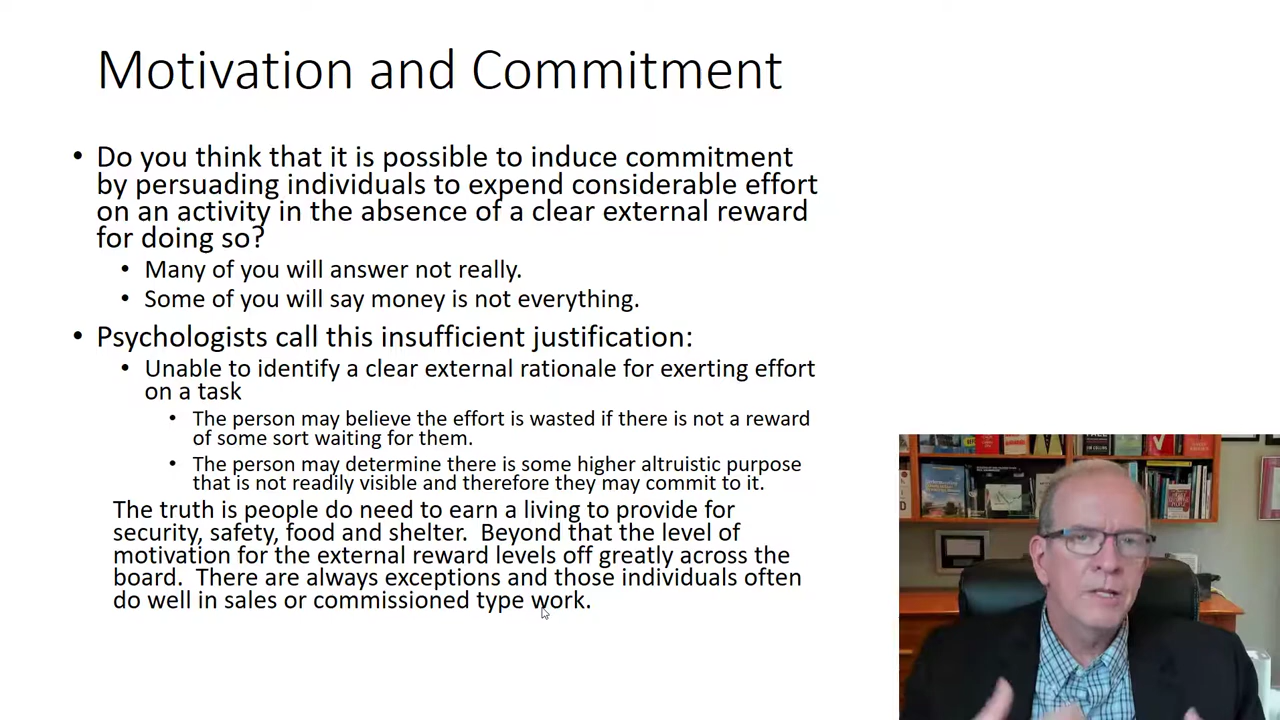 Motivation and Commitment
• Do you think that it is possible to induce commitment
by persuading individuals to expend considerable effort
on an activity in the absence of a clear external reward
for doing so?
• Many of you will answer not really.
• Some of you will say money is not everything.
• Psychologists call this insufficient justification:
• Unable to identify a clear external rationale for exerting effort
on a task
• The person may believe the effort is wasted if there is not a reward
of some sort waiting for them.
• The person may determine there is some higher altruistic purpose
that is not readily visible and therefore they may commit to it.
The truth is people do need to earn a living to provide for
security, safety, food and shelter.  Beyond that the level of
motivation for the external reward levels off greatly across the
board.  There are always exceptions and those individuals often
do well in sales or commissioned type work.